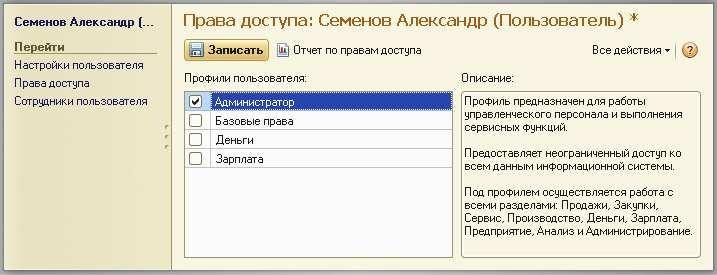 Семенов Александр (...
Перейти
Настройки пользователя
Права доступа
Сотрудники пользователя
Права доступа: Семенов Александр (Пользователь) *
Записать
Отчет по правам доступа
Все действия
?
Профили пользователя:
Администратор
Базовые права
Деньги
Зарплата
Описание:
Профиль предназначен для работы
управленческого персонала и выполнения
сервисных функций.
Предоставляет неограниченный доступ ко
всем данным информационной системы.
Под профилем осуществляется работа с
всеми разделами: Продажи, Закупки,
Сервис, Производство, Деньги, Зарплата,
Предприятие, Анализ и Администрирование.